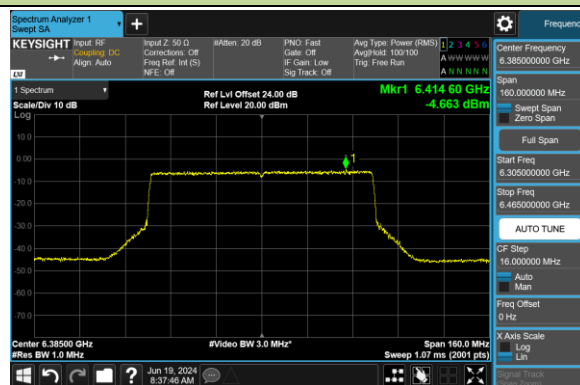 Spectrum Analyzer 1
Swept SA
Frequency
KEYSIGHT
Input: RF
Coupling: DC
Align: Auto
Input Z: 50 Ω
Corrections: Off
Freq Ref: Int (S)
NFE: Off
#Atten: 20 dB
PNO: Fast
Gate: Off
IF Gain: Low
Sig Track: Off
Avg Type: Power (RMS)
Avg|Hold: 100/100
Trig: Free Run
1 2 3 4 5 6
A W W W W W
A N N N N N
LXI
1 Spectrum
Scale/Div 10 dB
Log
Ref Lvl Offset 24.00 dB
Ref Level 20.00 dBm
Mkr1 6.414 60 GHz
-4.663 dBm
1
10.0
0.00
-10.0
-20.0
-30.0
-40.0
-50.0
-60.0
-70.0
Center 6.38500 GHz
#Res BW 1.0 MHz
#Video BW 3.0 MHz*
Span 160.0 MHz
Sweep 1.07 ms (2001 pts)
Center Frequency
6.385000000 GHz
Span
160.000000 MHz
Swept Span
Zero Span
Full Span
Start Freq
6.305000000 GHz
Stop Freq
6.465000000 GHz
AUTO TUNE
CF Step
16.000000 MHz
Auto
Man
Freq Offset
0 Hz
X Axis Scale
Log
Lin
Signal Track
Jun 19, 2024
8:37:46 AM